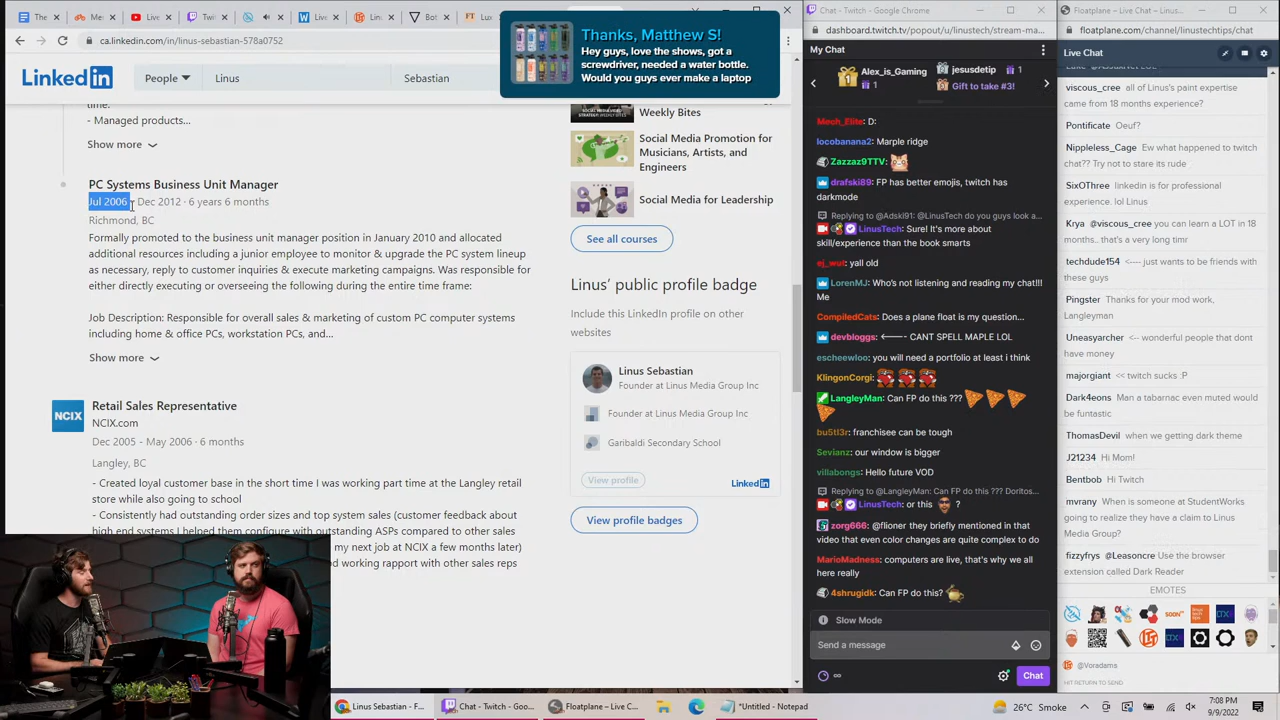 Bot
Lux
Chat - Twitch - Google Chrome
Floatplane – Live Chat - Google Chrome
ca.linkedin.com/in/linus-sebastian-578a0752
dashboard.twitch.tv/popout/u/linustech/stream-ma...
floatplane.com/channel/linustechtips/chat
Thanks, Matthew S!
Hey guys, love the shows, got a
screwdriver, needed a water bottle.
Would you guys ever make a laptop
LinkedIn
People
Linus
time.
- Managed product
Show more
PC Systems Business Unit Manager
Jul 2006 - Dec 2012 · 6 years 6 months
Richmond, BC
Formally promoted to the business unit manager position in January 2010 and allocated
additional resources including a junior employee to monitor & upgrade the PC system lineup
as needed, reply to customer inquiries & execute marketing campaigns. Was responsible for
either directly executing or overseeing the following during the entire time frame:
Job Description: Responsible for overall sales & marketing of custom PC computer systems
including home/office PCs, workstation PCs, and...
Show more
NCIX
Retail Sales Representative
NCIX.com
Dec 2005 - May 2006 · 6 months
Langley, BC
- Created loyal customer base in the short time I was working part time at the Langley retail
store while also going to school
- Consistently high order sizes and top system sales (counter feedback about
my next job at NCIX a few months later)
working rapport with other sales reps
Weekly Bites
Social Media Promotion for
Musicians, Artists, and
Engineers
Social Media for Leadership
See all courses
Linus’ public profile badge
Include this LinkedIn profile on other
websites
Linus Sebastian
Founder at Linus Media Group Inc
Founder at Linus Media Group Inc
Garibaldi Secondary School
View profile
LinkedIn
View profile badges
My Chat
Alex_is_Gaming
1
jesusdetip 1
Gift to take #3!
Mech_Elite: D:
locobanana2: Marple ridge
Zazzaz9TTV:
drafski89: FP has better emojis, twitch has
darkmode
Replying to @Adski91: @LinusTech do you guys look a...
LinusTech: Sure! It's more about
skill/experience than the book smarts
ej_wut: yall old
LorenMJ: Who's not listening and reading my chat!!!
Me
CompiledCats: Does a plane float is my question...
devbloggs: <---- CANT SPELL MAPLE LOL
escheewloo: you will need a portfolio at least i think
KlingonCorgi:
LangleyMan: Can FP do this ???
bu5tl3r: franchisee can be tough
Sevianz: our window is bigger
villabongs: Hello future VOD
Replying to @LangleyMan: Can FP do this ??? Doritos...
LinusTech: or this ?
zorg666: @flioner they briefly mentioned in that
video that even color changes are quite complex to do
MarioMadness: computers are live, that's why we all
here really
4shrugidk: Can FP do this?
Slow Mode
Send a message
Chat
Live Chat
viscous_cree all of Linus's paint expertise
came from 18 months experience?
Pontificate Oeuf?
Nippleless_Cage Ew what happened to twitch
chat?? Try not to stare its rude
SixOThree linkedin is for professional
experience. lol Linus
Krya @viscous_cree you can learn a LOT in 18
months.. that's a very long timr
techdude154 <---- just wants to be friends with
these guys
Pingster Thanks for your mod work,
Langleyman
Uneasyarcher <-- wonderful people that dont
have money
majorgiant << twitch sucks :P
Dark4eons Man a tabarnac even muted would
be funtastic
ThomasDevil when we getting dark theme
J21234 Hi Mom!
Bentbob Hi Twitch
mvrany When is someone at StudentWorks
going to realize they have a claim to Linus
Media Group?
fizzyfrys @Leasoncre Use the browser
extension called Dark Reader
EMOTES
@Voradams
HIT RETURN TO SEND
Linus Sebastian - F...
Chat - Twitch - Goo...
Floatplane – Live C...
*Untitled - Notepad
26°C Smoke
7:08 PM
9/9/2022